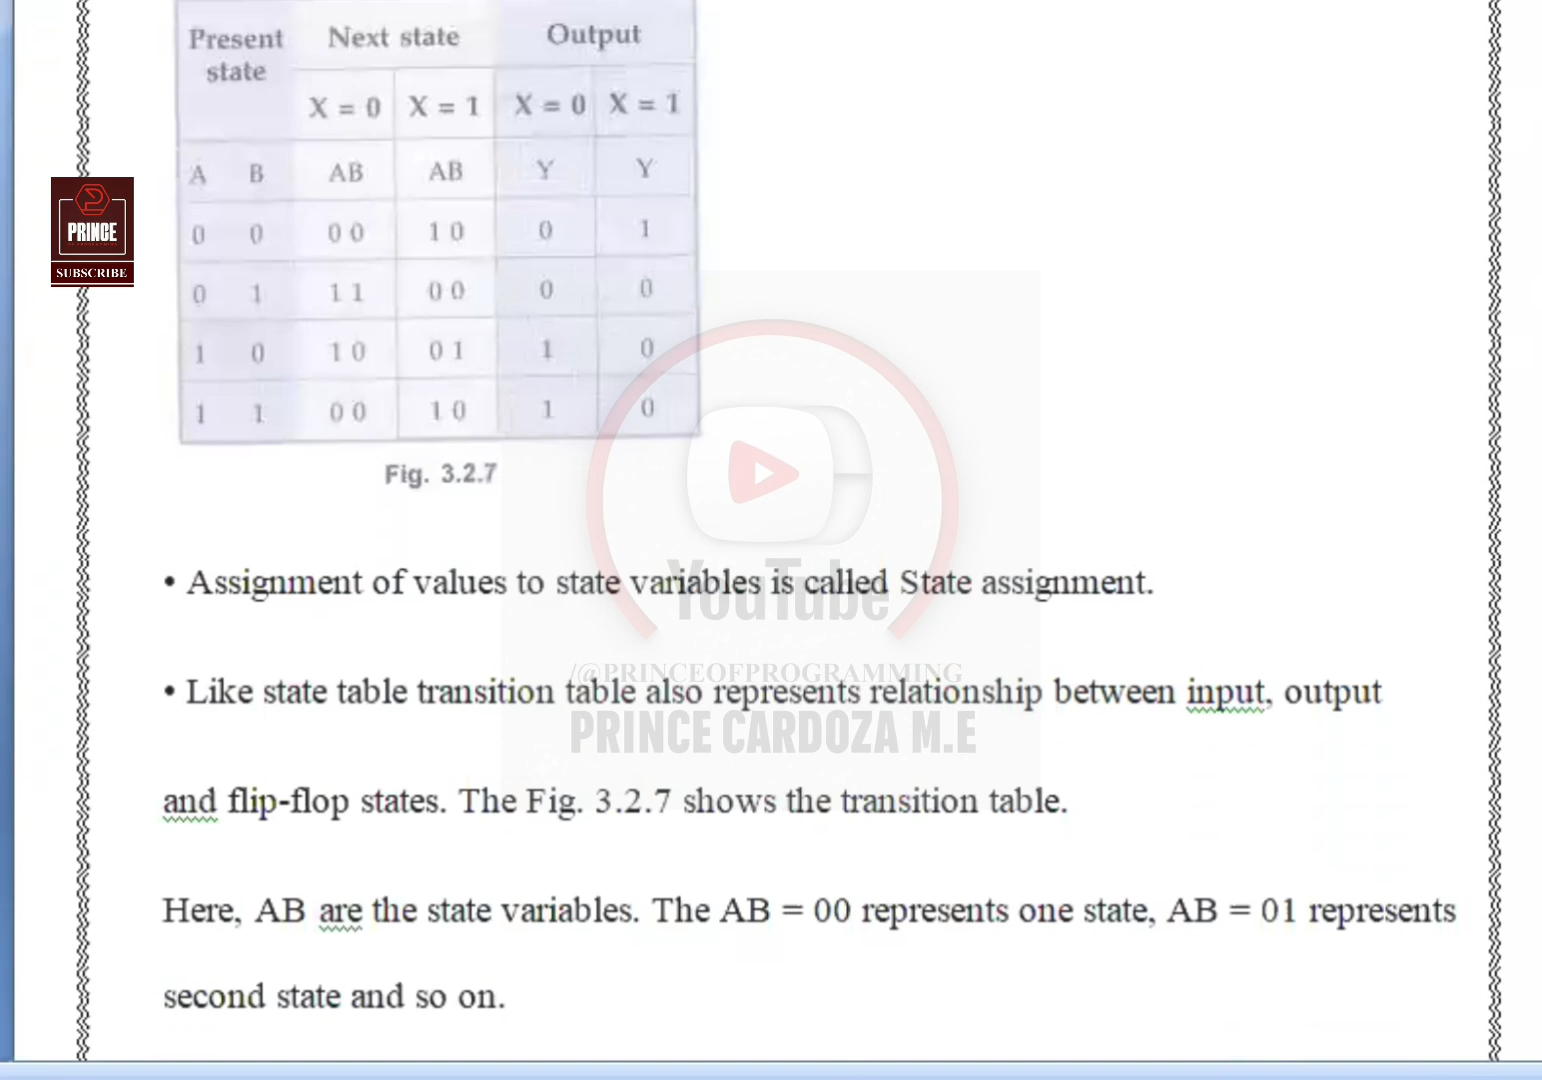 Present Next state Output
state
X = 0 X = 1 X = 0 X = 1
A B AB AB Y Y
0 0 0 0 1 0 0 1
0 1 1 1 0 0 0 0
1 0 1 0 0 1 1 0
1 1 0 0 1 0 1 0
Fig. 3.2.7
PRINCE
SUBSCRIBE
• Assignment of values to state variables is called State assignment.
YouTube
/@PRINCEOFPROGRAMMING
• Like state table transition table also represents relationship between input, output
PRINCE CARDOZA M.E
and flip-flop states. The Fig. 3.2.7 shows the transition table.
Here, AB are the state variables. The AB = 00 represents one state, AB = 01 represents
second state and so on.